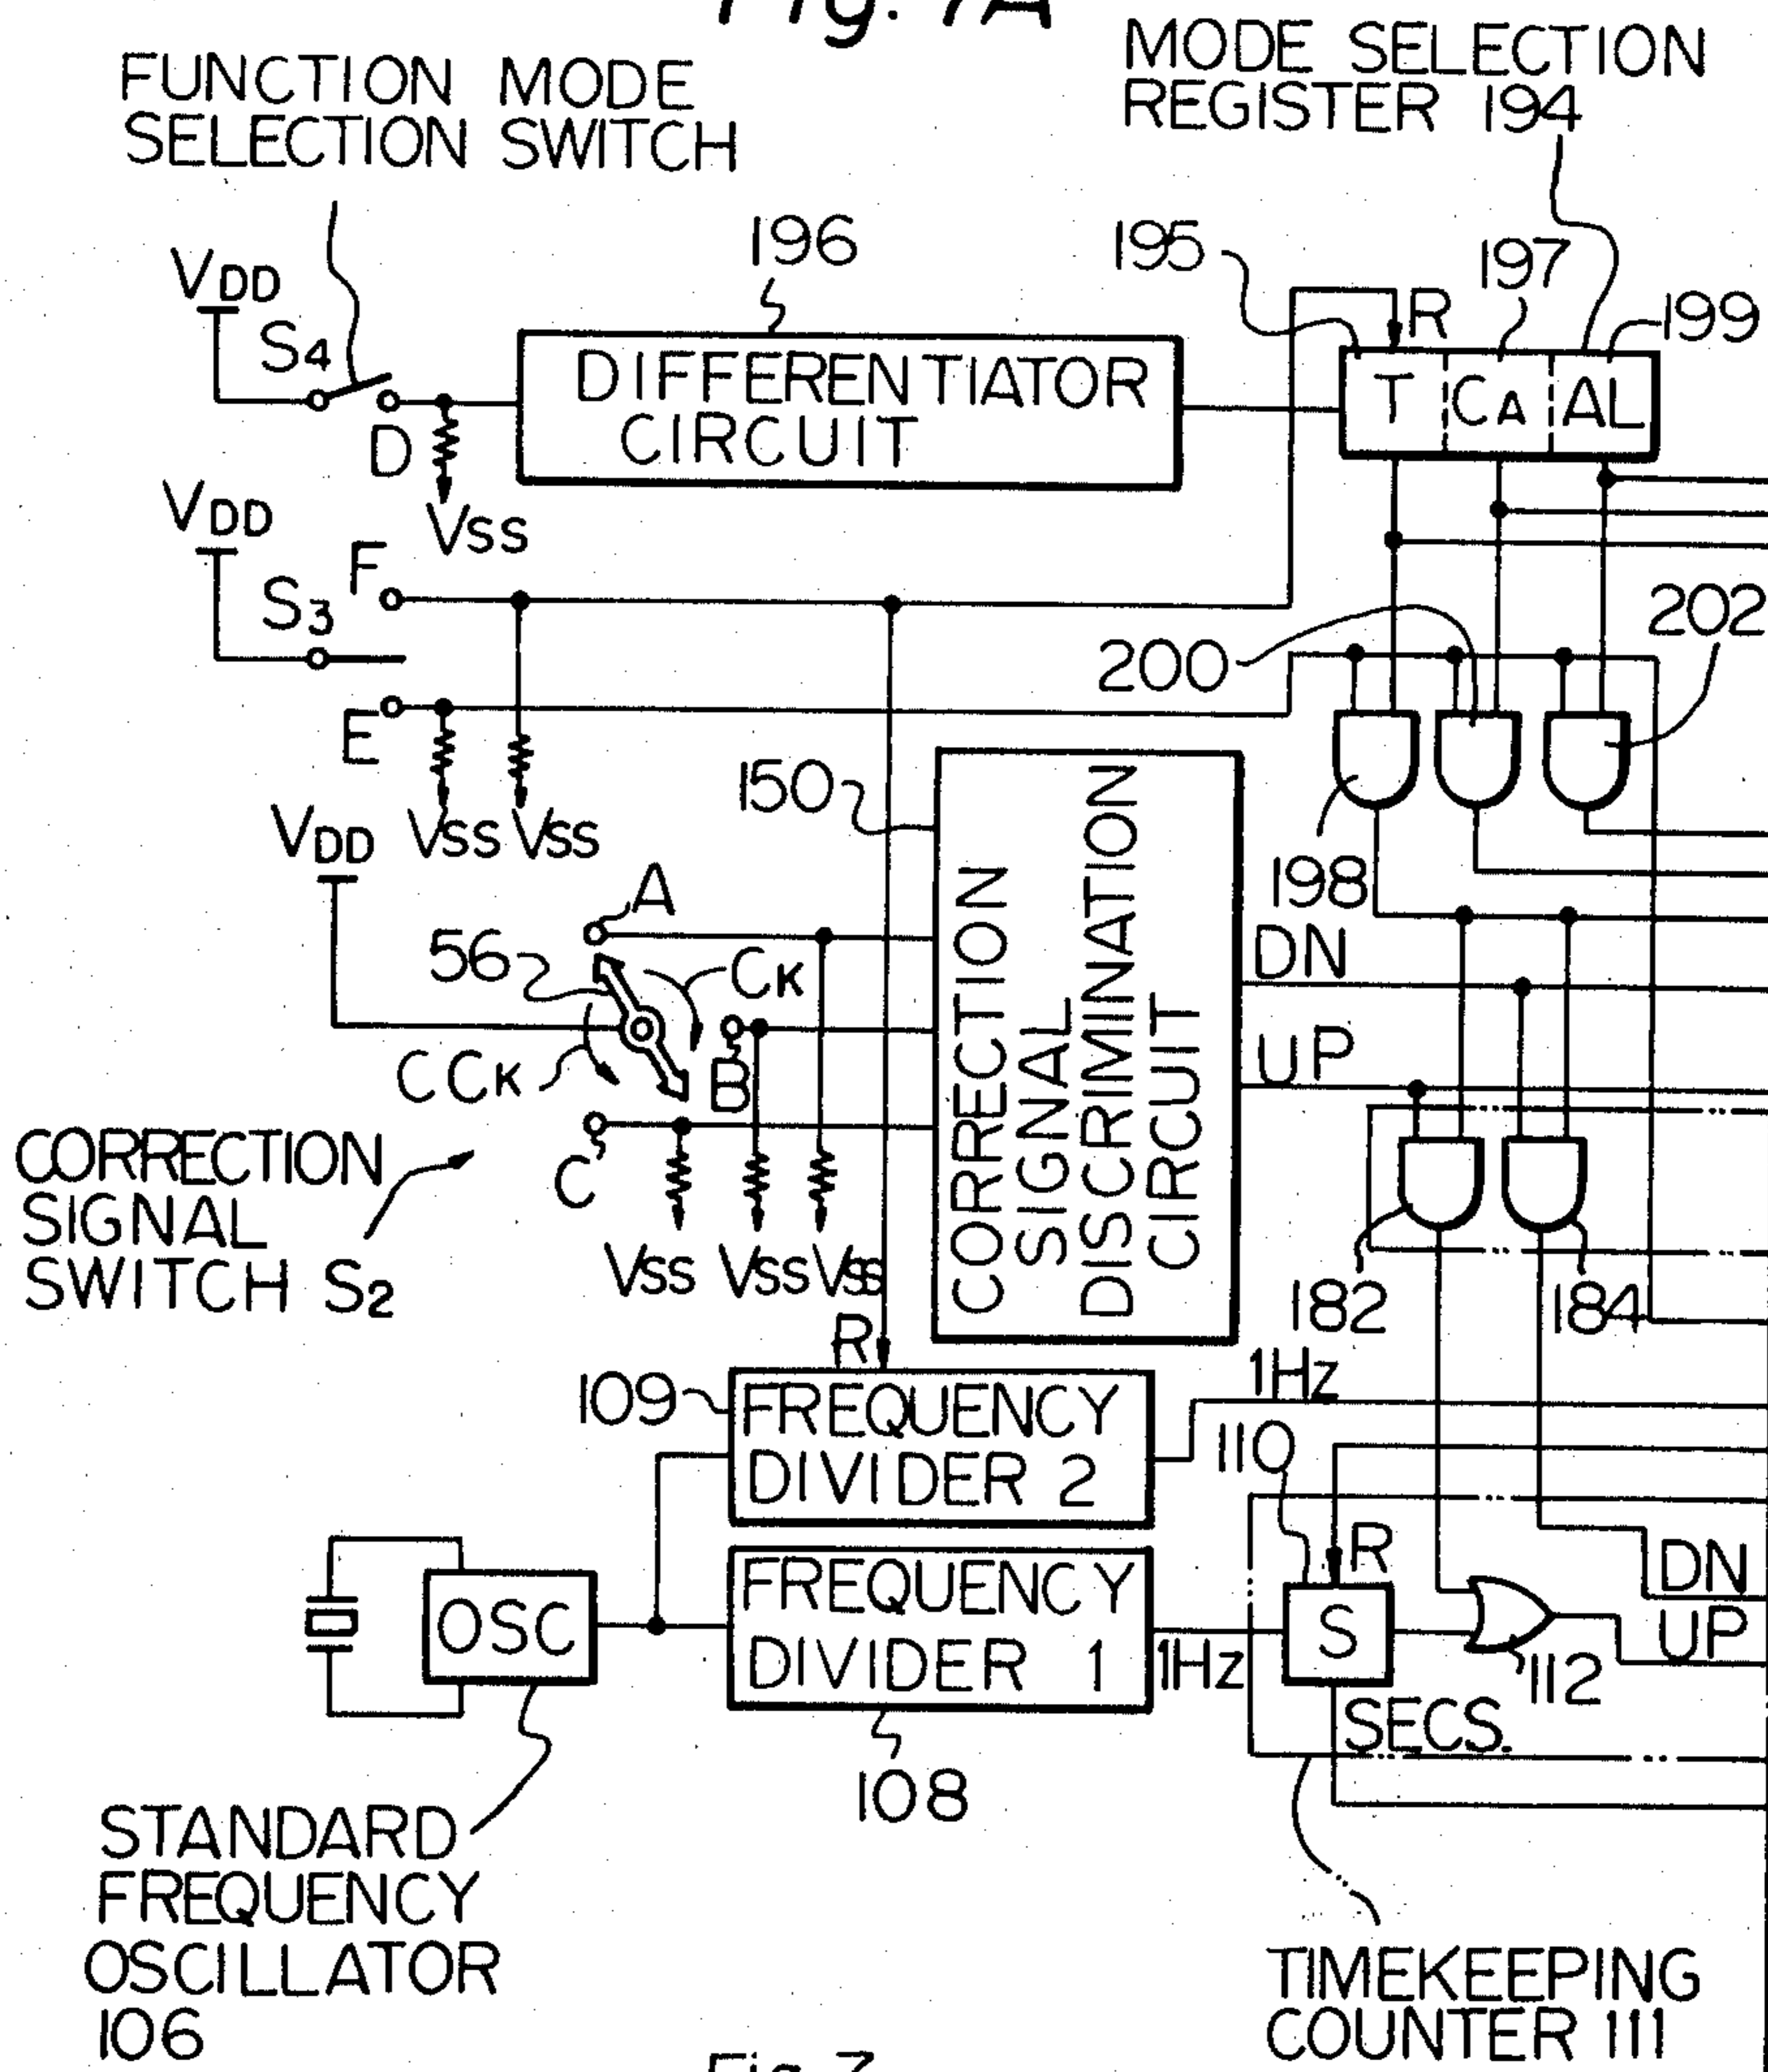 Fig. 7A
FUNCTION MODE
SELECTION SWITCH
MODE SELECTION
REGISTER 194
196
195
197
199
VDD
S4
D
VSS
DIFFERENTIATOR
CIRCUIT
R
T
CA
AL
VDD
S3
F
E
VSS
VSS
200
202
198
150
CORRECTION
SIGNAL
DISCRIMINATION
CIRCUIT
VDD
A
56
CK
CCK
B
C
CORRECTION
SIGNAL
SWITCH S2
VSS
VSS
VSS
DN
UP
182
184
R
109
FREQUENCY
DIVIDER 2
1Hz
110
R
OSC
FREQUENCY
DIVIDER 1
1Hz
S
DN
UP
112
SECS.
108
STANDARD
FREQUENCY
OSCILLATOR
106
TIMEKEEPING
COUNTER 111
Fig. 7